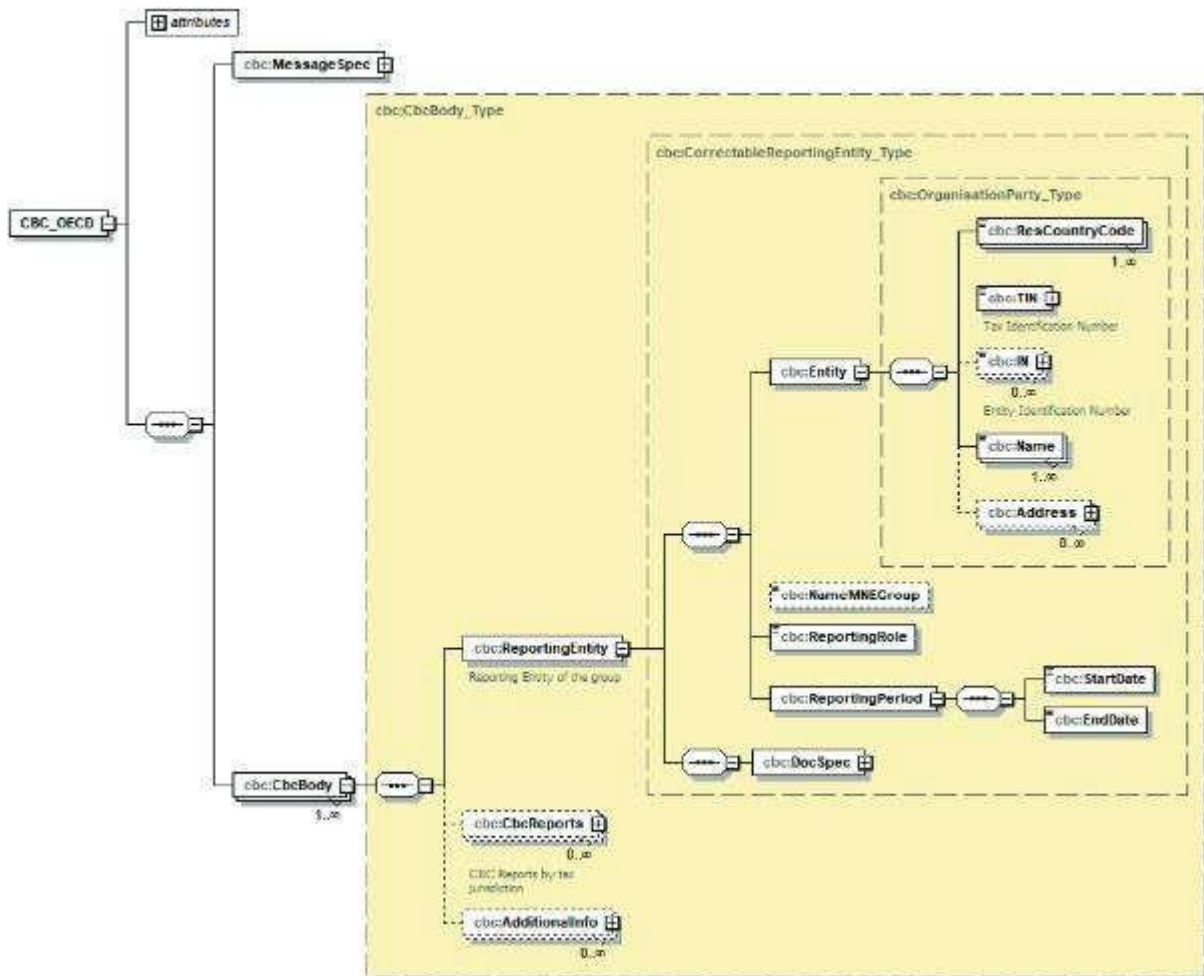 attributes
cbc:MessageSpec
cbc:CbcBody_Type
cbc:CorrectableReportingEntity_Type
cbc:OrganisationParty_Type
CBC_OECD
cbc:ResCountryCode
1..∞
cbc:TIN
Tax Identification Number
cbc:IN
0..∞
Entity Identification Number
cbc:Entity
cbc:Name
1..∞
cbc:Address
0..∞
cbc:NameMNEGroup
cbc:ReportingRole
cbc:ReportingEntity
Reporting Entity of the group
cbc:ReportingPeriod
cbc:StartDate
cbc:EndDate
cbc:DocSpec
cbc:CbcBody
1..∞
cbc:CbcReports
0..∞
CBC Reports by tax
jurisdiction
cbc:AdditionalInfo
0..∞